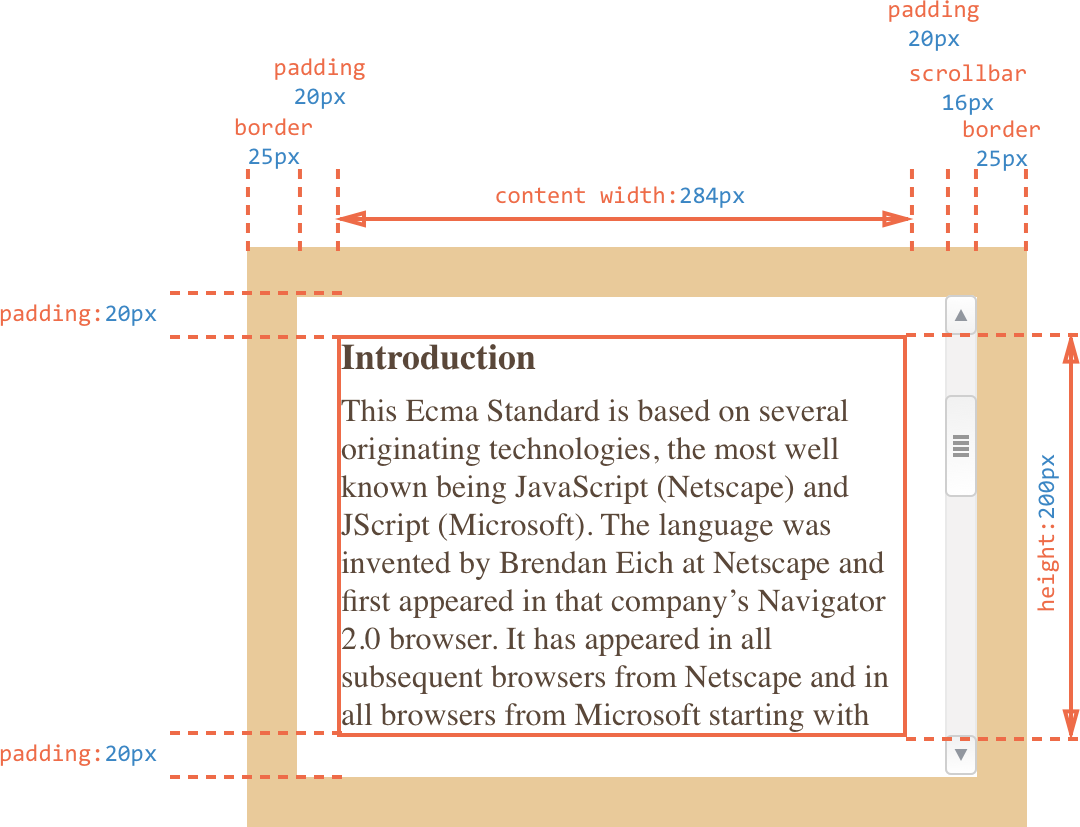 padding
20px
scrollbar
16px
border
25px
padding
20px
border
25px
content width:284px
padding:20px
Introduction
This Ecma Standard is based on several
originating technologies, the most well
known being JavaScript (Netscape) and
JScript (Microsoft). The language was
invented by Brendan Eich at Netscape and
first appeared in that company’s Navigator
2.0 browser. It has appeared in all
subsequent browsers from Netscape and in
all browsers from Microsoft starting with
height:200px
padding:20px